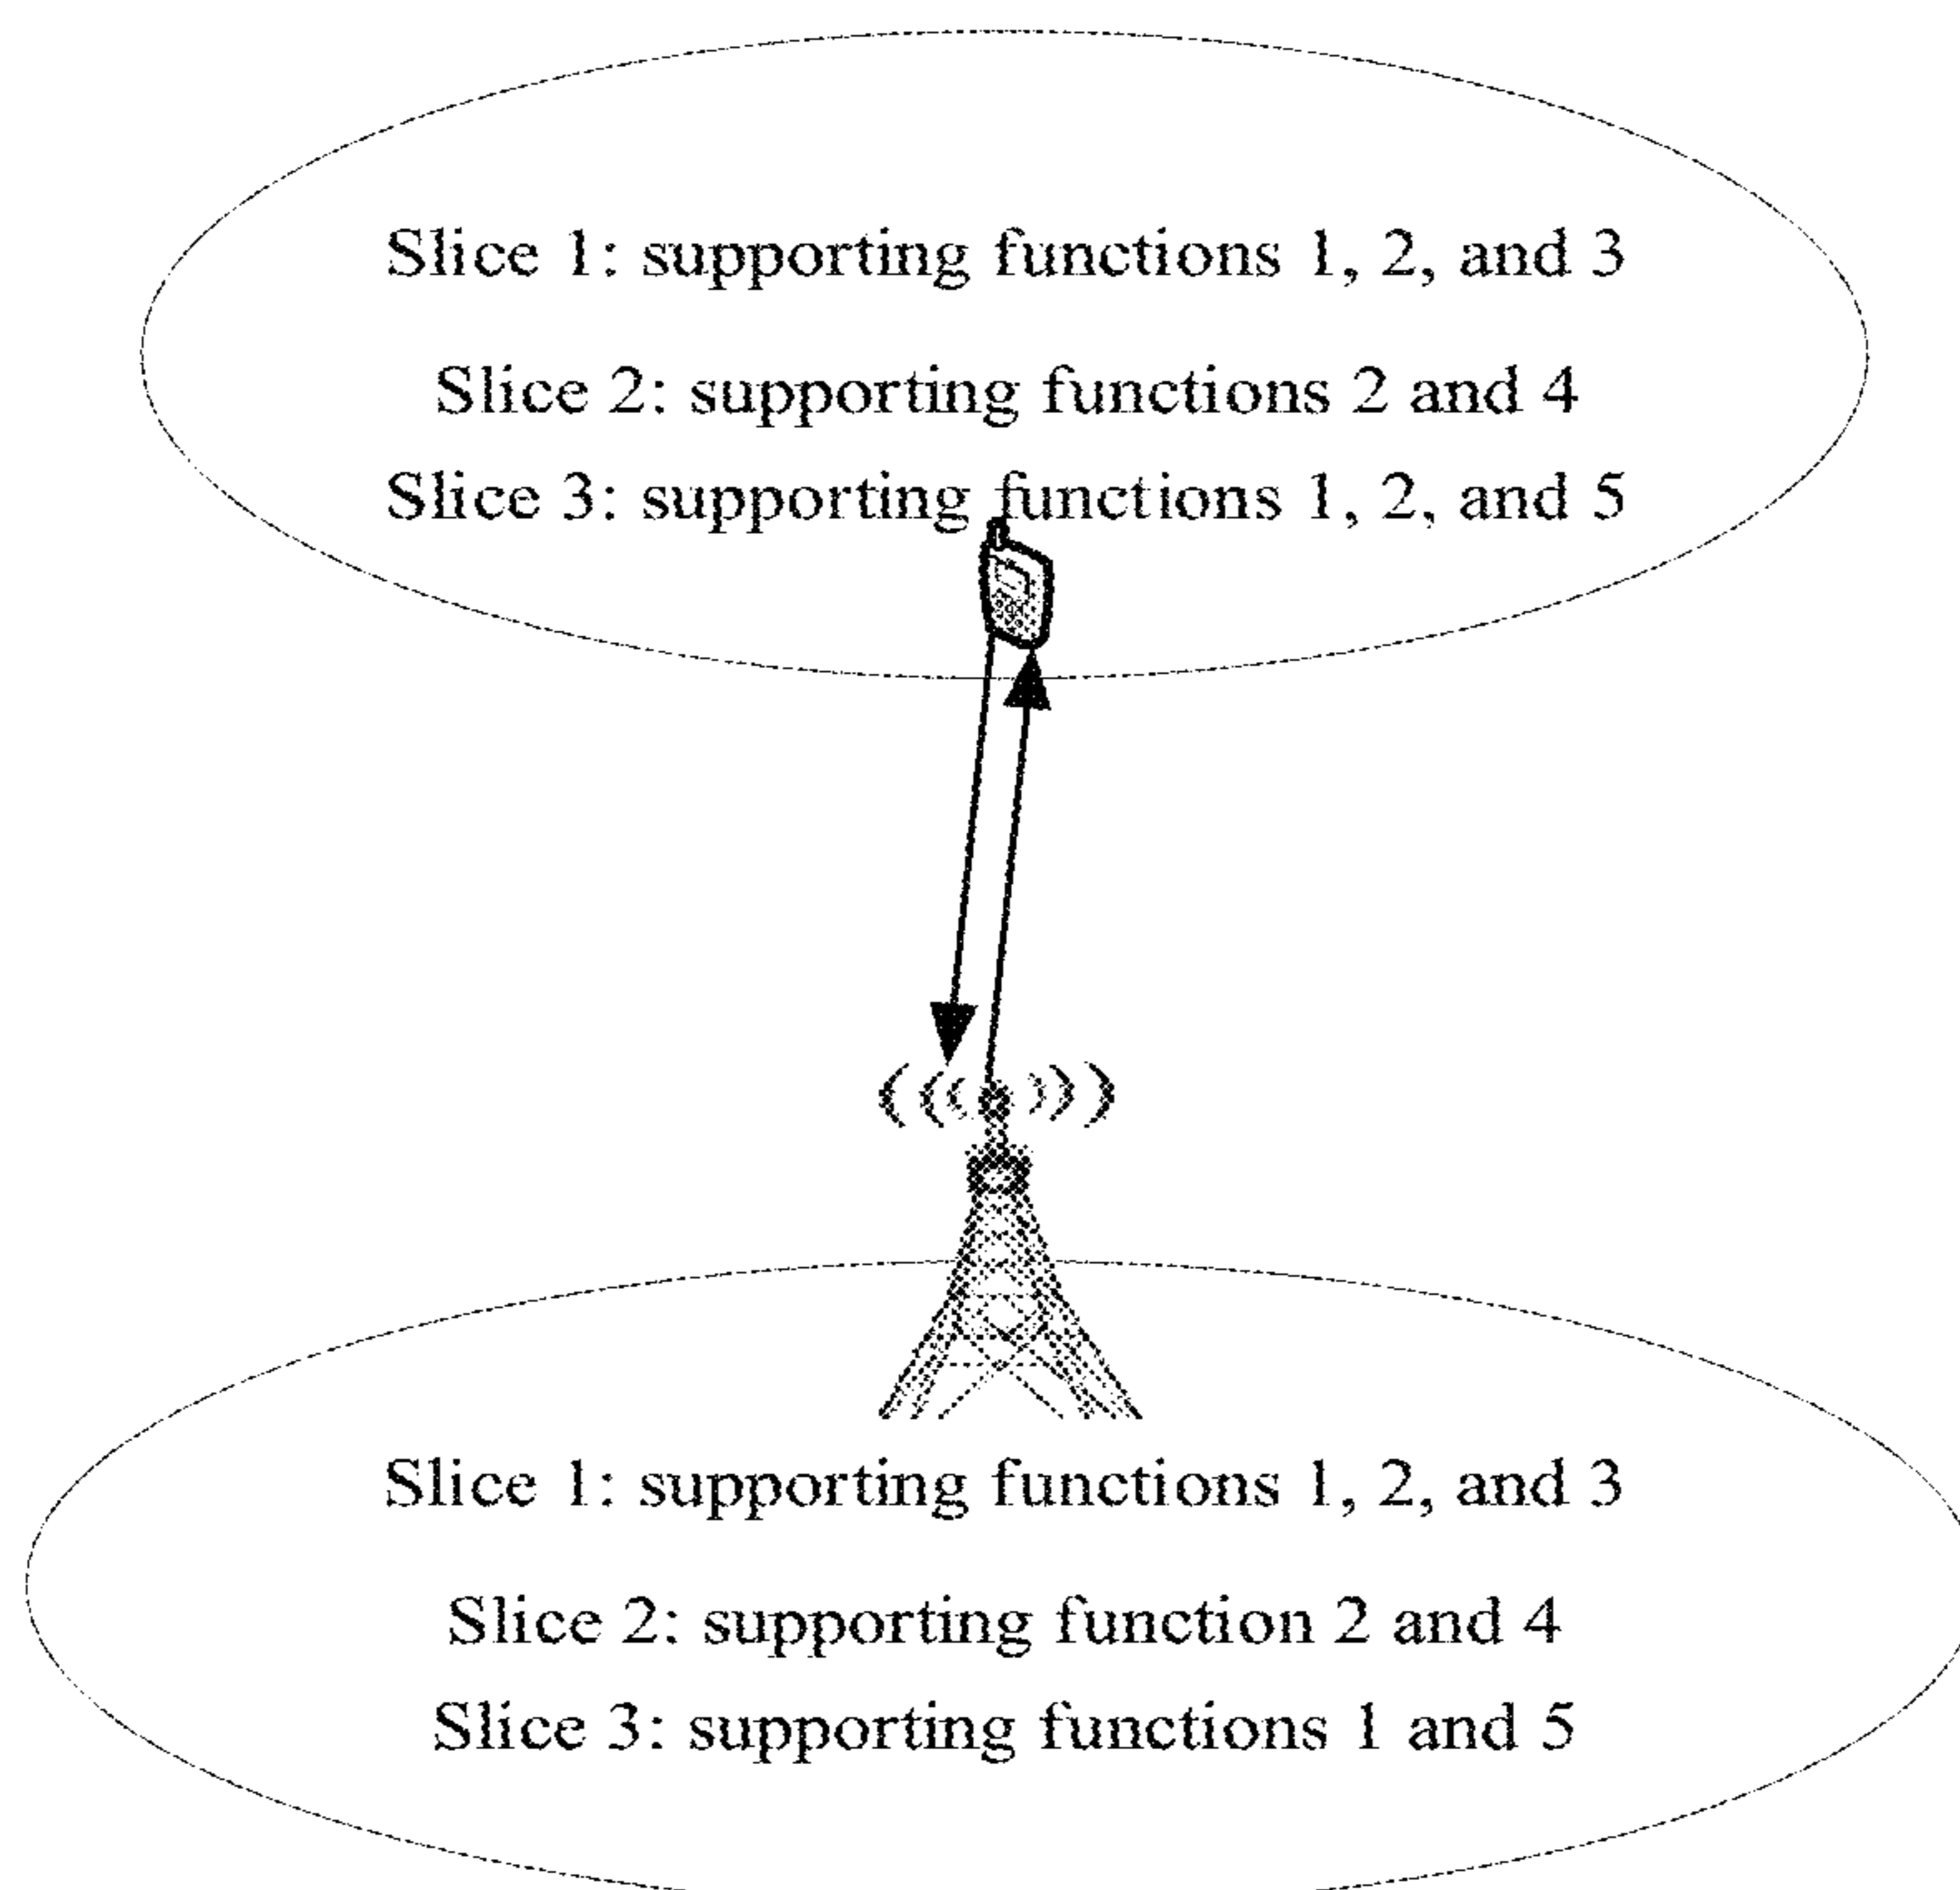 Slice 1: supporting functions 1, 2, and 3
Slice 2: supporting functions 2 and 4
Slice 3: supporting functions 1, 2, and 5
Slice 1: supporting functions 1, 2, and 3
Slice 2: supporting function 2 and 4
Slice 3: supporting functions 1 and 5